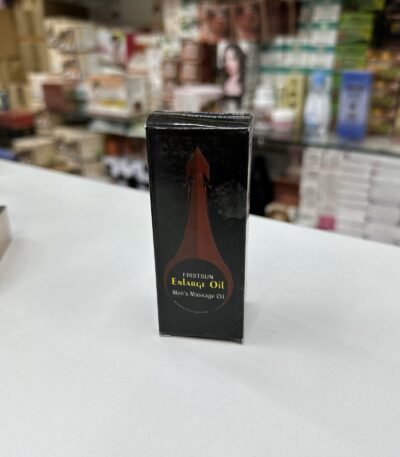 FIRSTSUN
Enlarge Oil
Men's Massage Oil